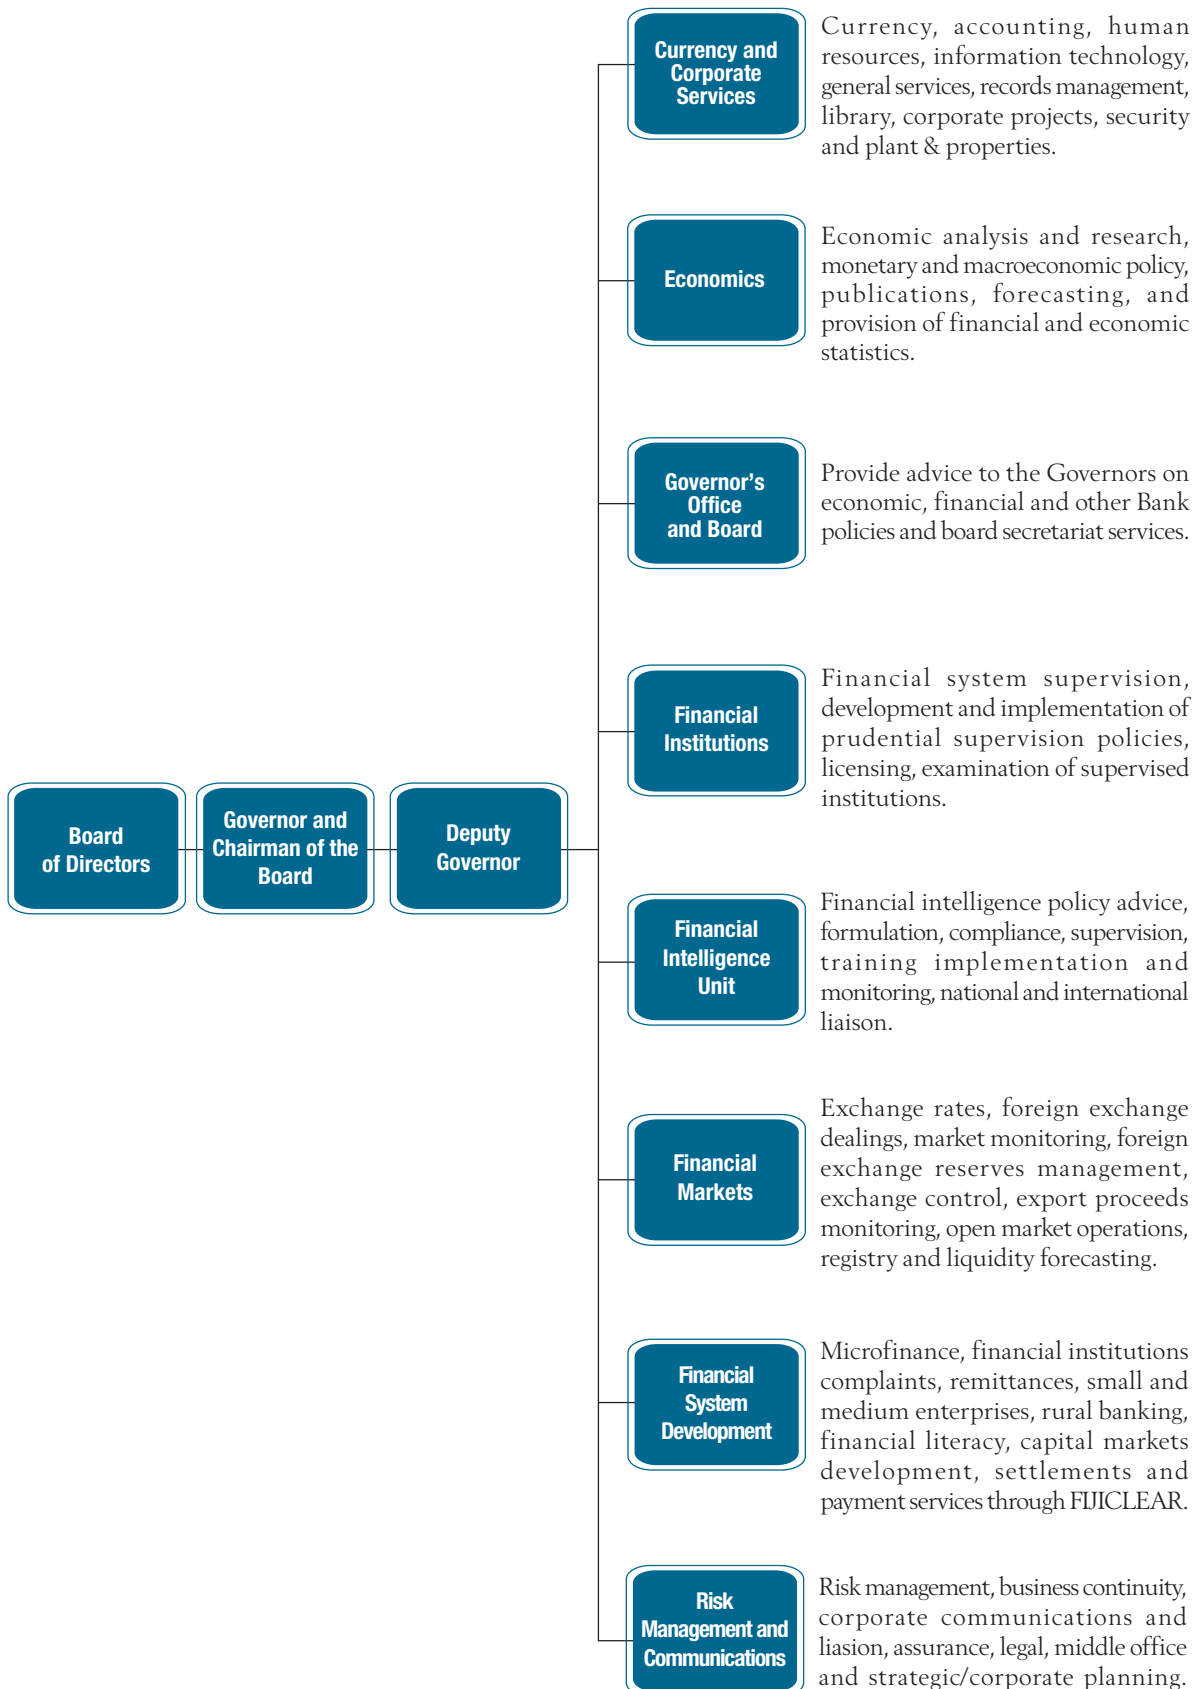 Currency and
Corporate
Services
Currency, accounting, human
resources, information technology,
general services, records management,
library, corporate projects, security
and plant & properties.
Economics
Economic analysis and research,
monetary and macroeconomic policy,
publications, forecasting, and
provision of financial and economic
statistics.
Governor's
Office
and Board
Provide advice to the Governors on
economic, financial and other Bank
policies and board secretariat services.
Financial
Institutions
Financial system supervision,
development and implementation of
prudential supervision policies,
licensing, examination of supervised
institutions.
Board
of Directors
Governor and
Chairman of the
Board
Deputy
Governor
Financial
Intelligence
Unit
Financial intelligence policy advice,
formulation, compliance, supervision,
training implementation and
monitoring, national and international
liaison.
Financial
Markets
Exchange rates, foreign exchange
dealings, market monitoring, foreign
exchange reserves management,
exchange control, export proceeds
monitoring, open market operations,
registry and liquidity forecasting.
Financial
System
Development
Microfinance, financial institutions
complaints, remittances, small and
medium enterprises, rural banking,
financial literacy, capital markets
development, settlements and
payment services through FIJICLEAR.
Risk
Management and
Communications
Risk management, business continuity,
corporate communications and
liasion, assurance, legal, middle office
and strategic/corporate planning.